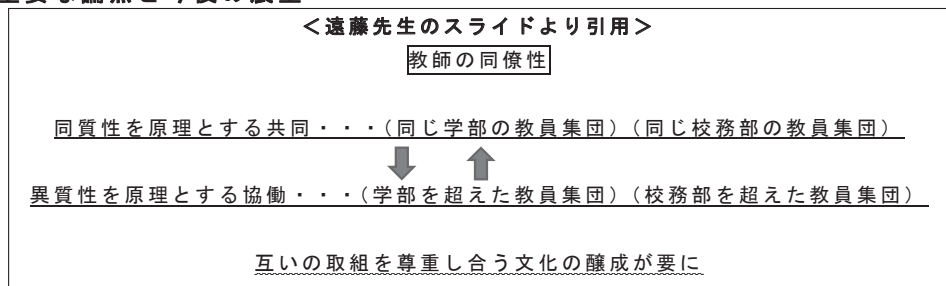 ＜遠藤先生のスライドより引用＞
教師の同僚性
同質性を原理とする共同・・・(同じ学部の教員集団)(同じ校務部の教員集団)
異質性を原理とする協働・・・(学部を超えた教員集団)(校務部を超えた教員集団)
互いの取組を尊重し合う文化の醸成が要に